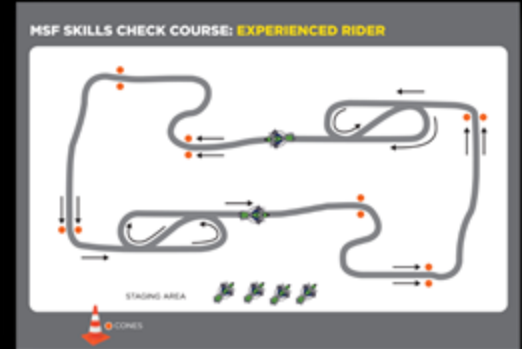 MSF SKILLS CHECK COURSE: EXPERIENCED RIDER
STAGING AREA
CONES